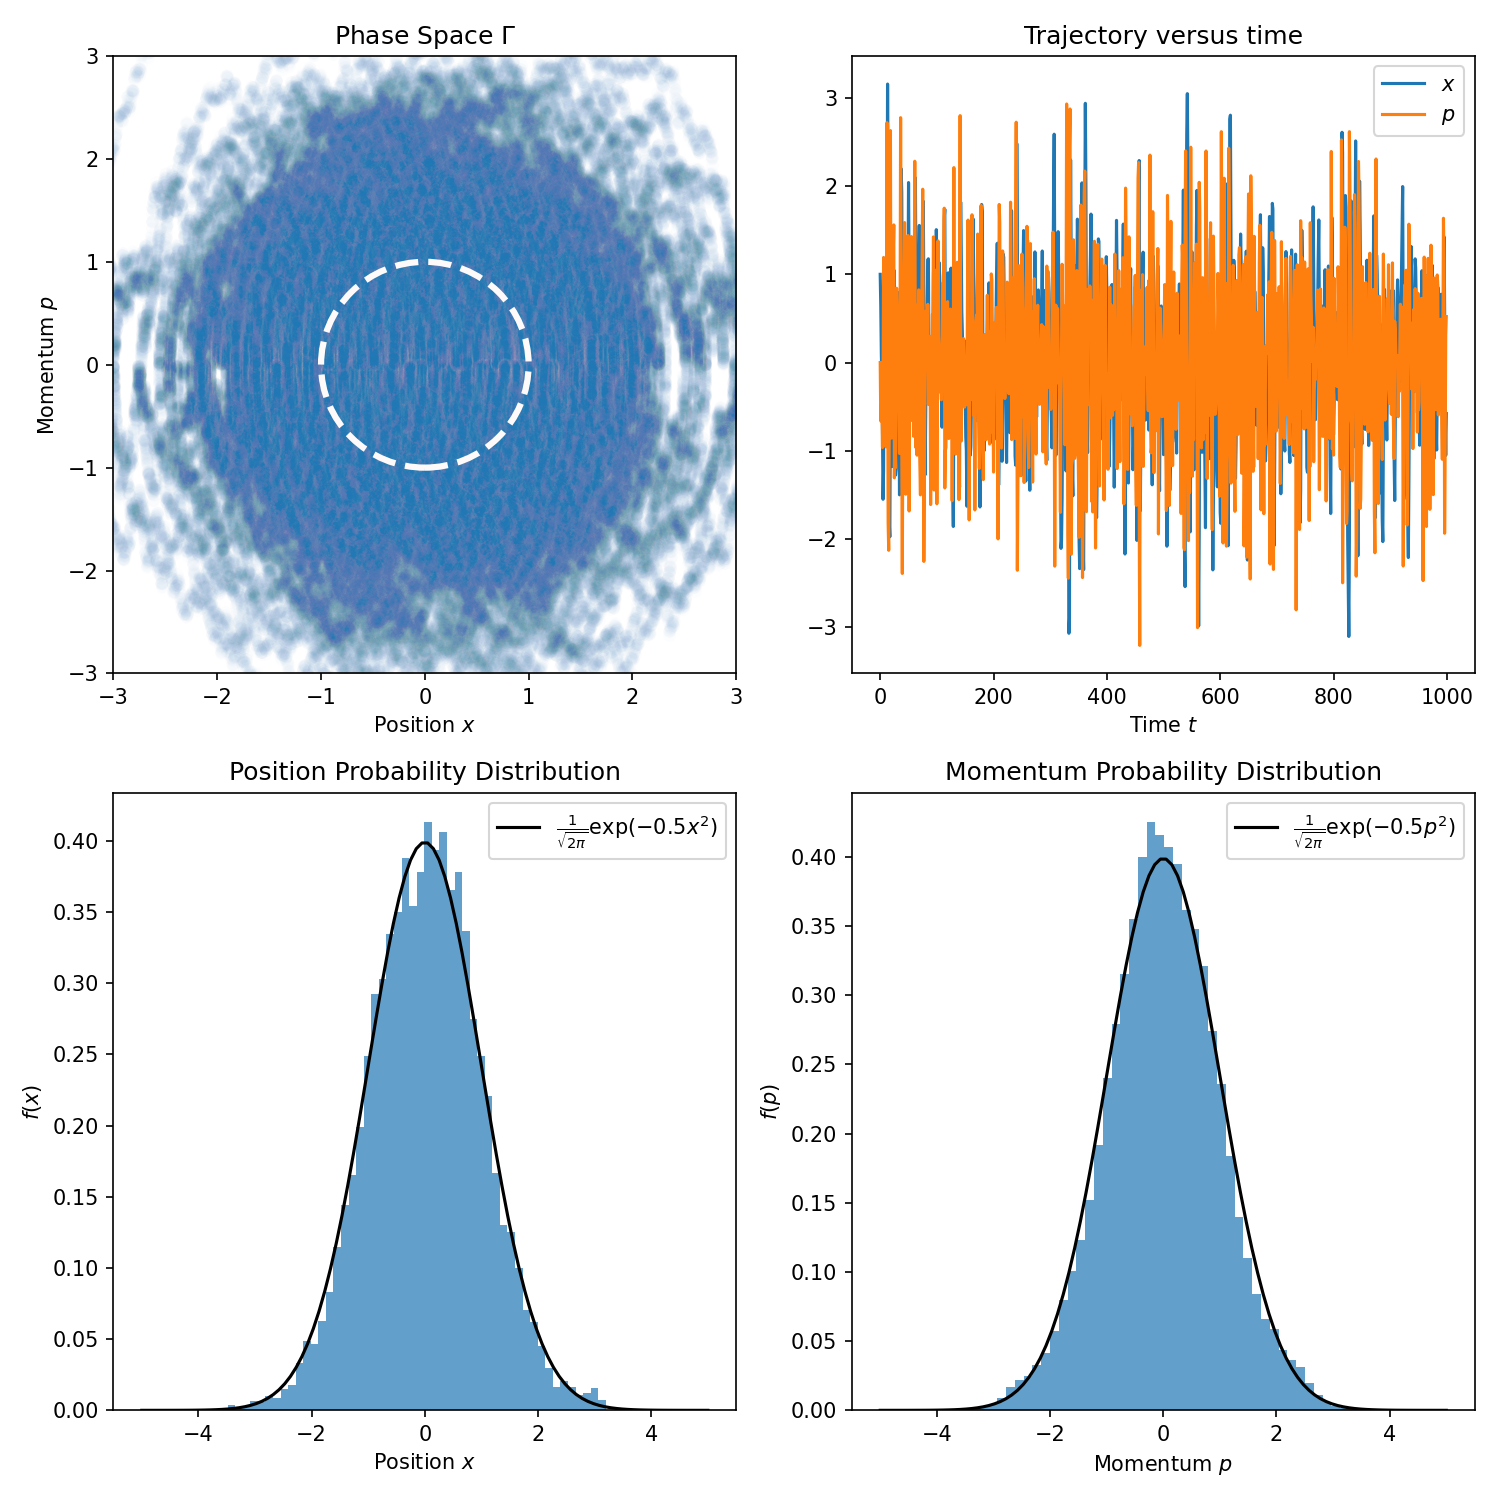 Phase Space Γ
3
2
1
0
−1
−2
−3
Momentum p
−3 −2 −1 0 1 2 3
Position x
Trajectory versus time
x
p
3
2
1
0
−1
−2
−3
0 200 400 600 800 1000
Time t
Position Probability Distribution
1/√2π exp(−0.5x²)
0.40
0.35
0.30
0.25
0.20
0.15
0.10
0.05
0.00
f(x)
−4 −2 0 2 4
Position x
Momentum Probability Distribution
1/√2π exp(−0.5p²)
0.40
0.35
0.30
0.25
0.20
0.15
0.10
0.05
0.00
f(p)
−4 −2 0 2 4
Momentum p